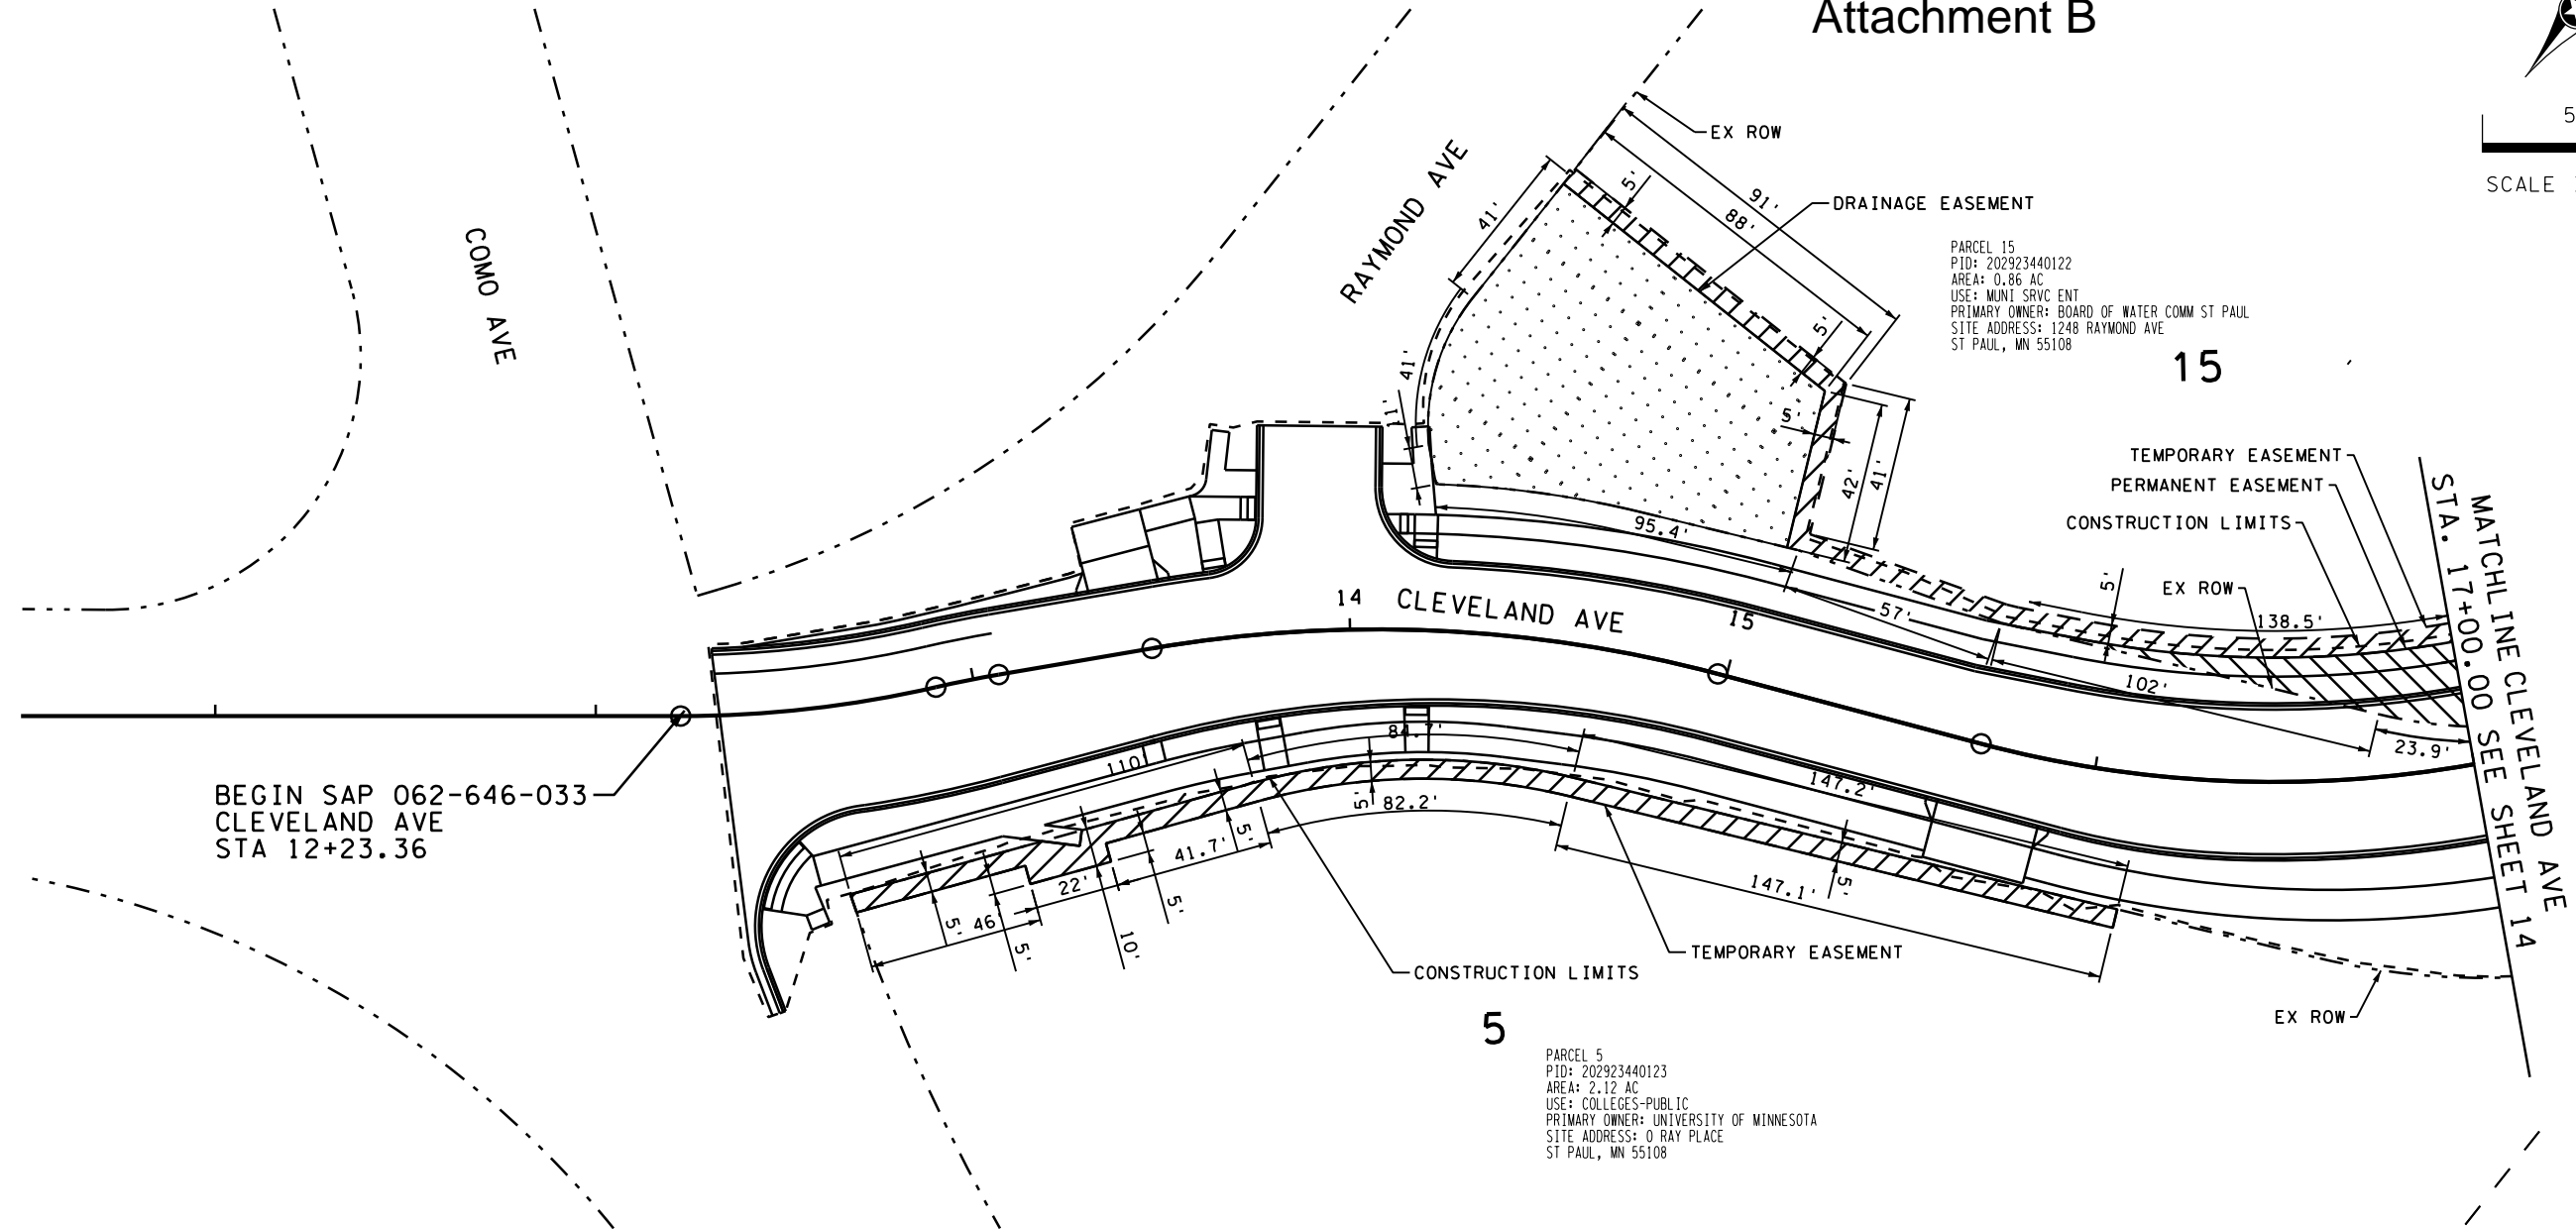 Attachment B
5
SCALE
EX ROW
RAYMOND AVE
COMO AVE
41'
5'
91'
88'
DRAINAGE EASEMENT
PARCEL 15
PID: 202923440122
AREA: 0.86 AC
USE: MUNI SRVC ENT
PRIMARY OWNER: BOARD OF WATER COMM ST PAUL
SITE ADDRESS: 1248 RAYMOND AVE
ST PAUL, MN 55108
15
41'
11'
5'
5'
42'
41'
TEMPORARY EASEMENT
PERMANENT EASEMENT
CONSTRUCTION LIMITS
EX ROW
95.4'
14 CLEVELAND AVE 15
57'
5'
138.5'
102'
23.9'
MATCHLINE CLEVELAND AVE
STA. 17+00.00 SEE SHEET 14
BEGIN SAP 062-646-033
CLEVELAND AVE
STA 12+23.36
110'
84.7'
147.2'
5'
82.2'
5'
41.7'
22'
5'
46'
5'
10'
5'
147.1'
5'
TEMPORARY EASEMENT
CONSTRUCTION LIMITS
EX ROW
5
PARCEL 5
PID: 202923440123
AREA: 2.12 AC
USE: COLLEGES-PUBLIC
PRIMARY OWNER: UNIVERSITY OF MINNESOTA
SITE ADDRESS: 0 RAY PLACE
ST PAUL, MN 55108